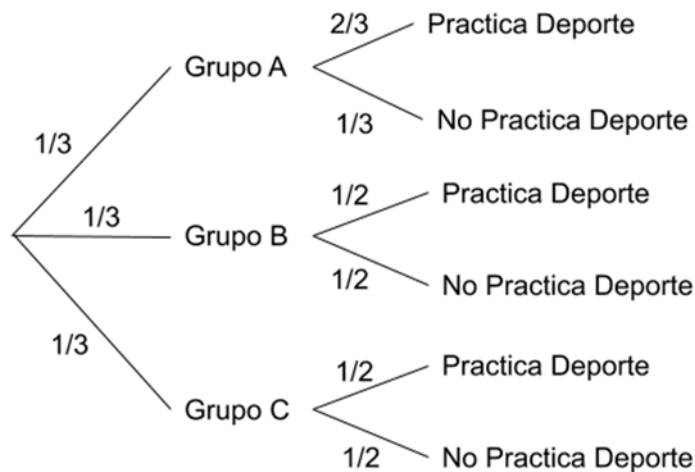 2/3
Practica Deporte
Grupo A
1/3
No Practica Deporte
1/3
1/2
Practica Deporte
1/3
Grupo B
1/2
No Practica Deporte
1/3
1/2
Practica Deporte
Grupo C
1/2
No Practica Deporte